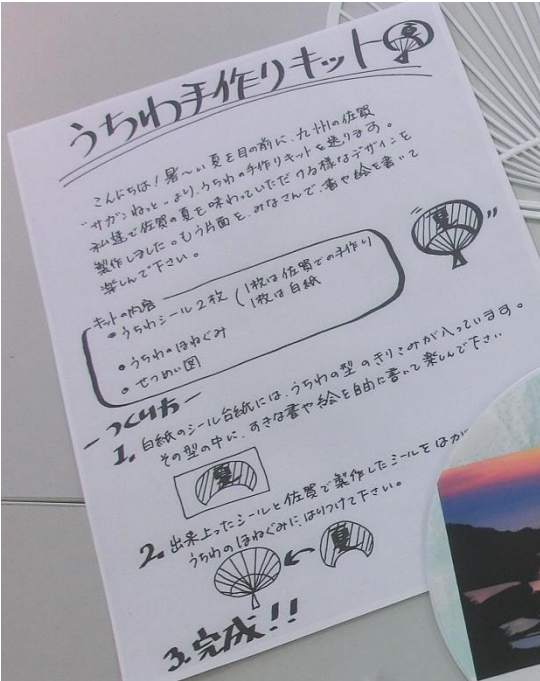 うちわ手作りキット
こんにちは！暑〜い夏を目の前に、九州の佐賀
"サガンねっと"より、うちわの手作りキットを送ります。
私達で佐賀の夏を味わっていただける様なデザインを
製作しました。もう片面を、みなさんで、書や絵を書いて
楽しんで下さい。
夏
キットの内容
• うちわシール2枚（1枚は佐賀での手作り
1枚は白紙
• うちわのほねぐみ
• せつめい図
つくり方
1. 白紙のシール台紙には、うちわの型のきりこみが入っています。
その型の中に、すきな書や絵を自由に書いて楽しんで下さい
夏
2. 出来上ったシールと佐賀で製作したシールをはが
うちわのほねぐみに、はりつけて下さい。
夏
3. 完成!!